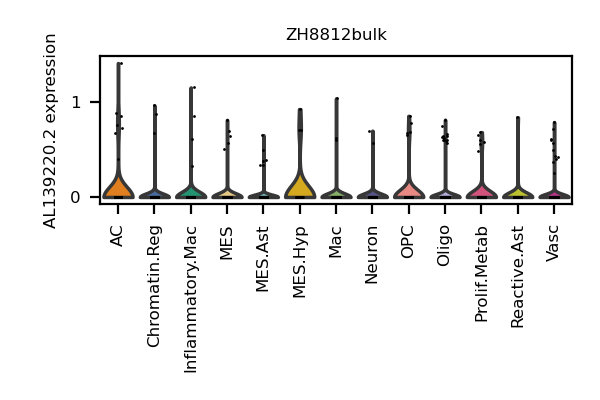 ZH8812bulk
AL139220.2 expression
1
0
AC
Chromatin.Reg
Inflammatory.Mac
MES
MES.Ast
MES.Hyp
Mac
Neuron
OPC
Oligo
Prolif.Metab
Reactive.Ast
Vasc